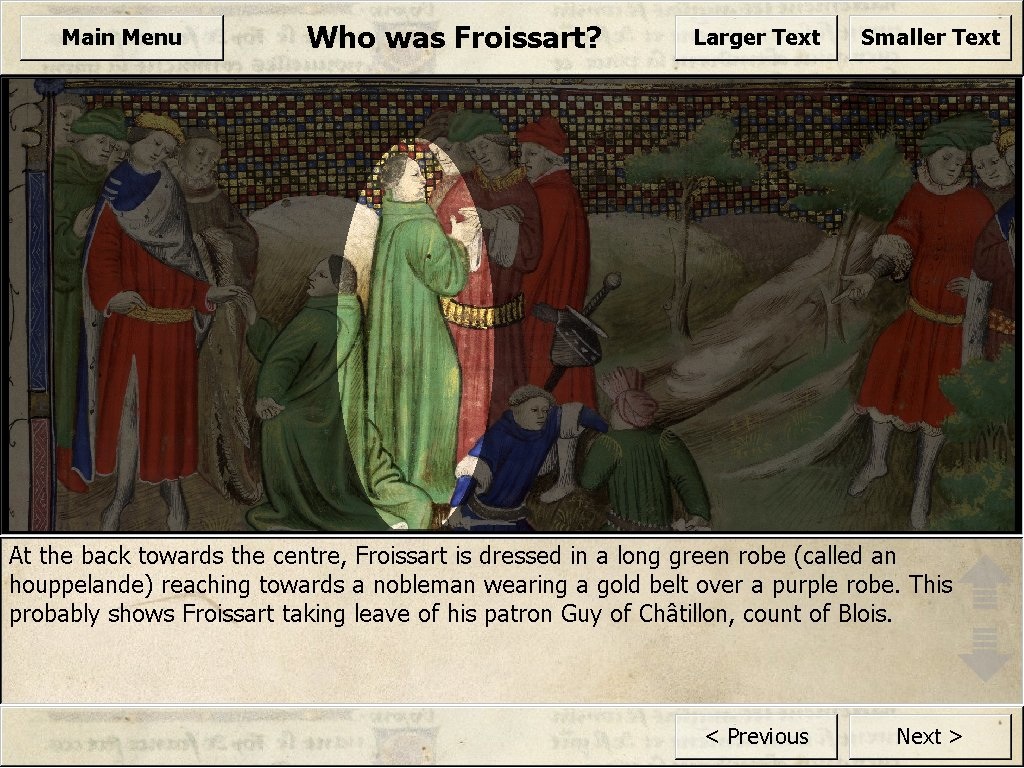 Main Menu
Who was Froissart?
Larger Text
Smaller Text
At the back towards the centre, Froissart is dressed in a long green robe (called an
houppelande) reaching towards a nobleman wearing a gold belt over a purple robe. This
probably shows Froissart taking leave of his patron Guy of Châtillon, count of Blois.
< Previous
Next >